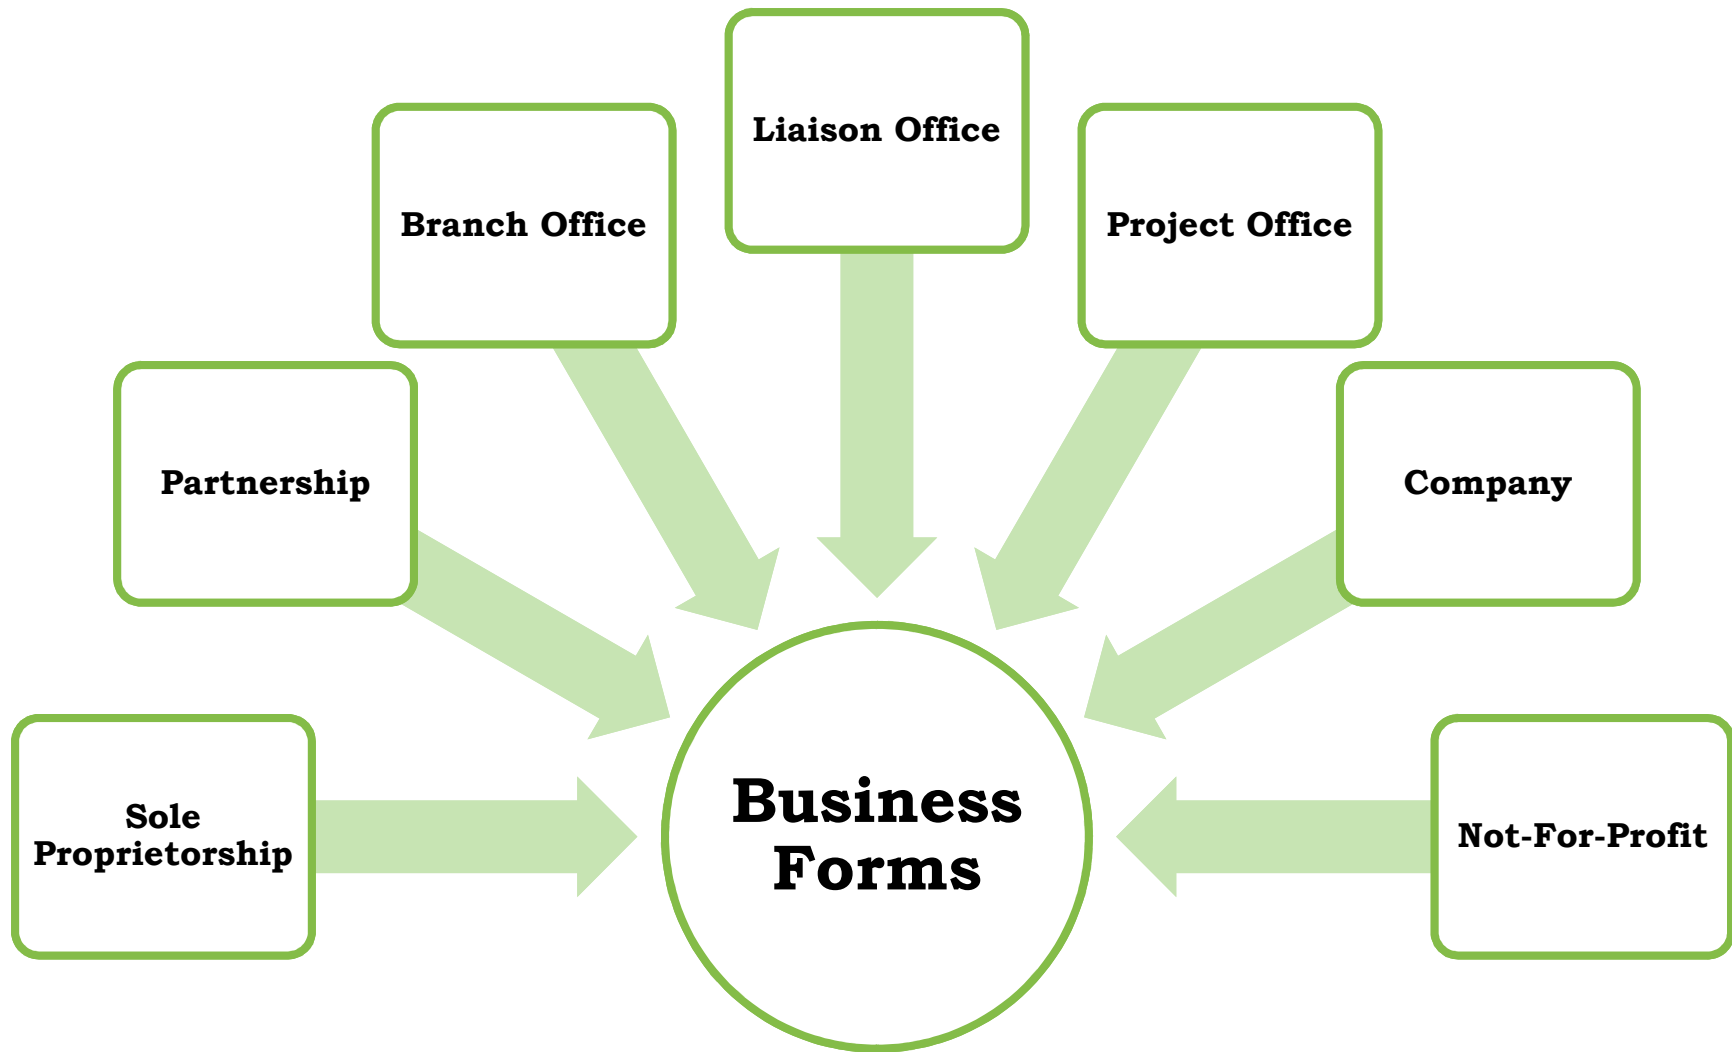 Liaison Office
Branch Office
Project Office
Partnership
Company
Sole
Proprietorship
Business
Forms
Not-For-Profit